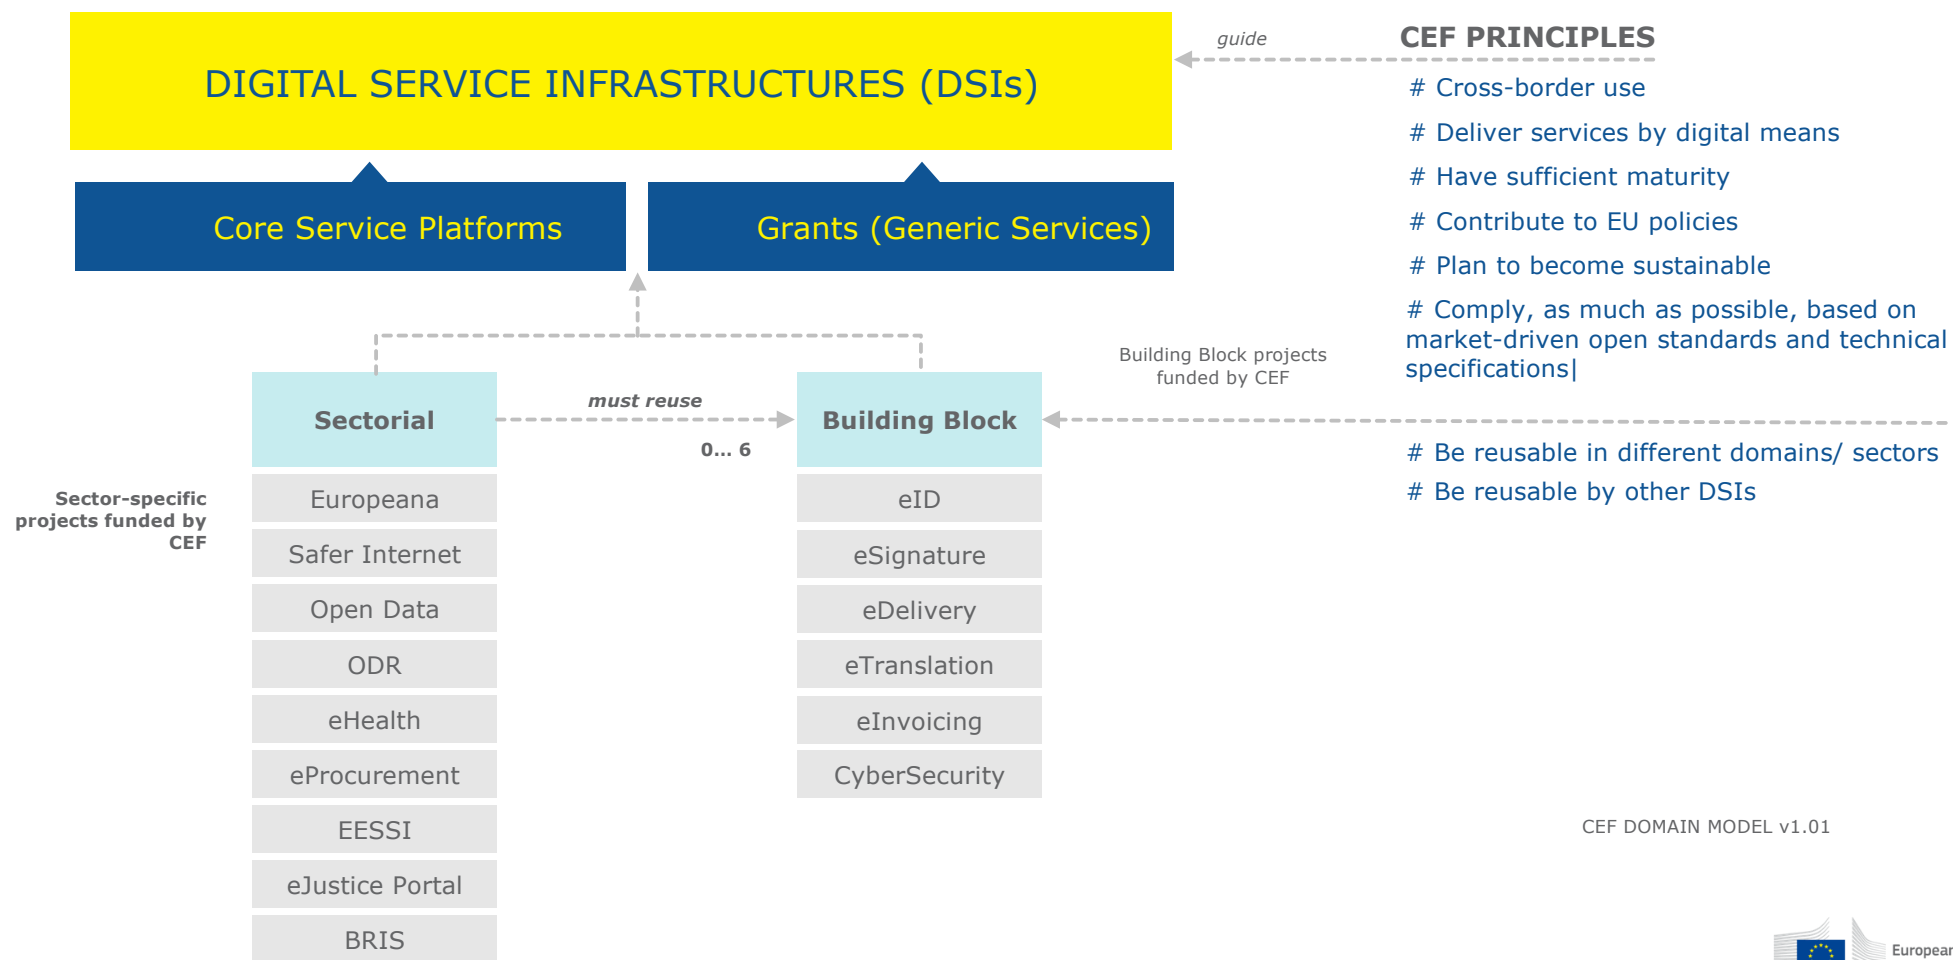 DIGITAL SERVICE INFRASTRUCTURES (DSIs)
guide
CEF PRINCIPLES
# Cross-border use
# Deliver services by digital means
# Have sufficient maturity
# Contribute to EU policies
# Plan to become sustainable
# Comply, as much as possible, based on
market-driven open standards and technical
specifications|
Core Service Platforms
Grants (Generic Services)
Building Block projects
funded by CEF
Sectorial
must reuse
0... 6
Building Block
# Be reusable in different domains/ sectors
# Be reusable by other DSIs
Sector-specific
projects funded by
CEF
Europeana
Safer Internet
Open Data
ODR
eHealth
eProcurement
EESSI
eJustice Portal
BRIS
eID
eSignature
eDelivery
eTranslation
eInvoicing
CyberSecurity
CEF DOMAIN MODEL v1.01
European